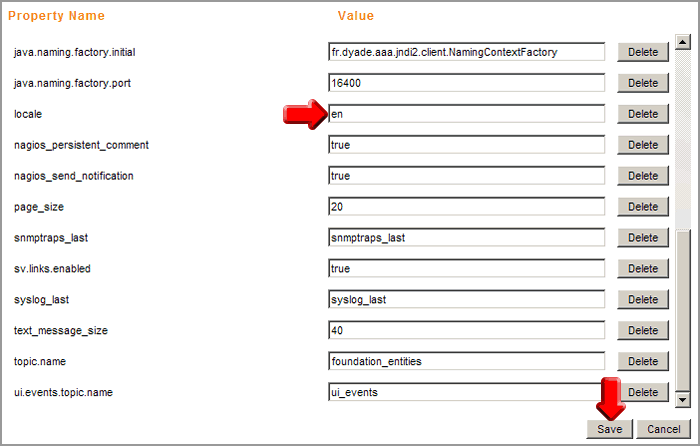 Property Name Value
java.naming.factory.initial fr.dyade.aaa.jndi2.client.NamingContextFactory Delete
java.naming.factory.port 16400 Delete
locale en Delete
nagios_persistent_comment true Delete
nagios_send_notification true Delete
page_size 20 Delete
snmptraps_last snmptraps_last Delete
sv.links.enabled true Delete
syslog_last syslog_last Delete
text_message_size 40 Delete
topic.name foundation_entities Delete
ui.events.topic.name ui_events Delete
Save Cancel